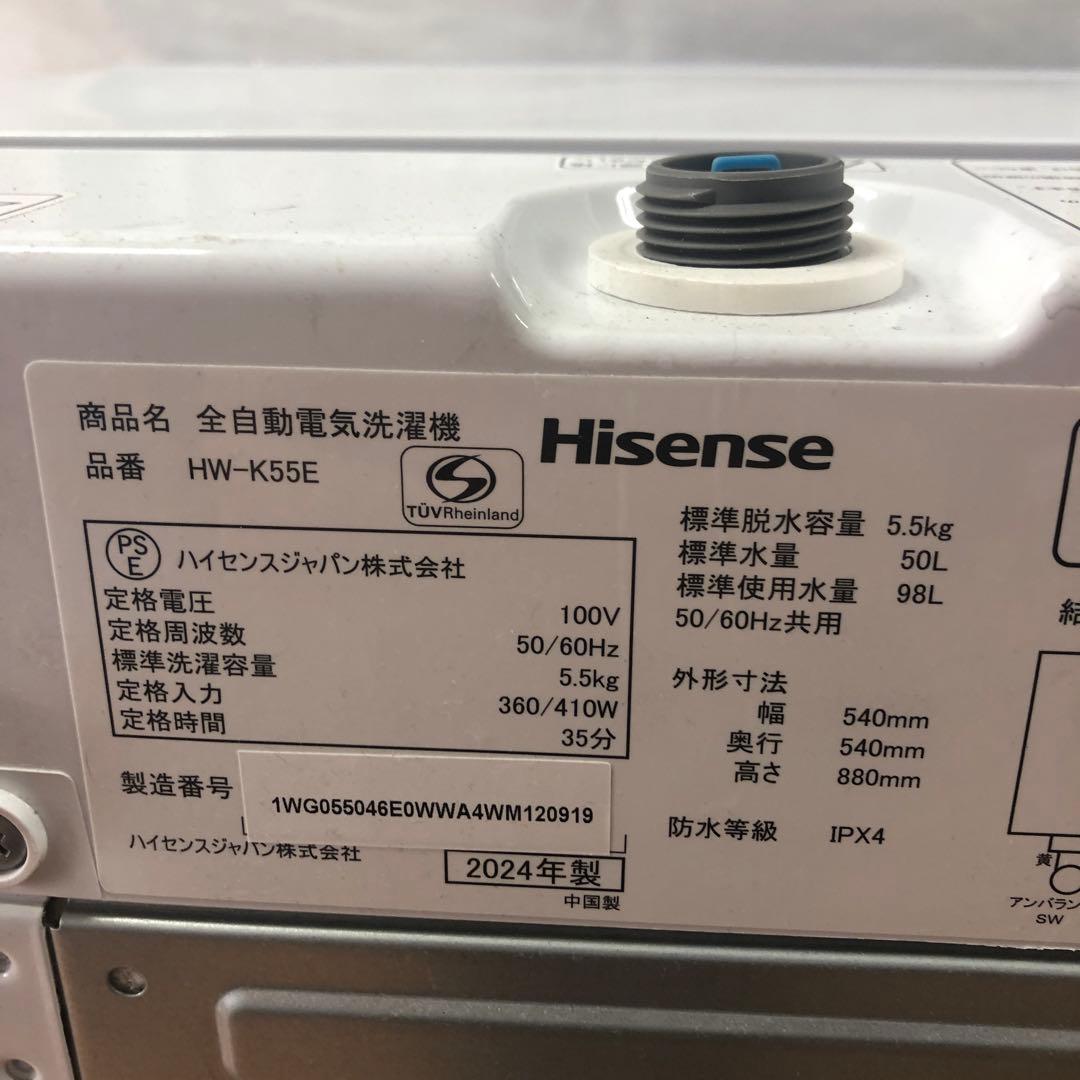 商品名 全自動電気洗濯機
品番 HW-K55E
TÜVRheinland
Hisense
PS
E
ハイセンスジャパン株式会社
定格電圧 100V
定格周波数 50/60Hz
標準洗濯容量 5.5kg
定格入力 360/410W
定格時間 35分
製造番号 1WG055046E0WWA4WM120919
ハイセンスジャパン株式会社
2024年製
中国製
標準脱水容量 5.5kg
標準水量 50L
標準使用水量 98L
50/60Hz共用
外形寸法
幅 540mm
奥行 540mm
高さ 880mm
防水等級 IPX4
結
黄
アンバラン
SW